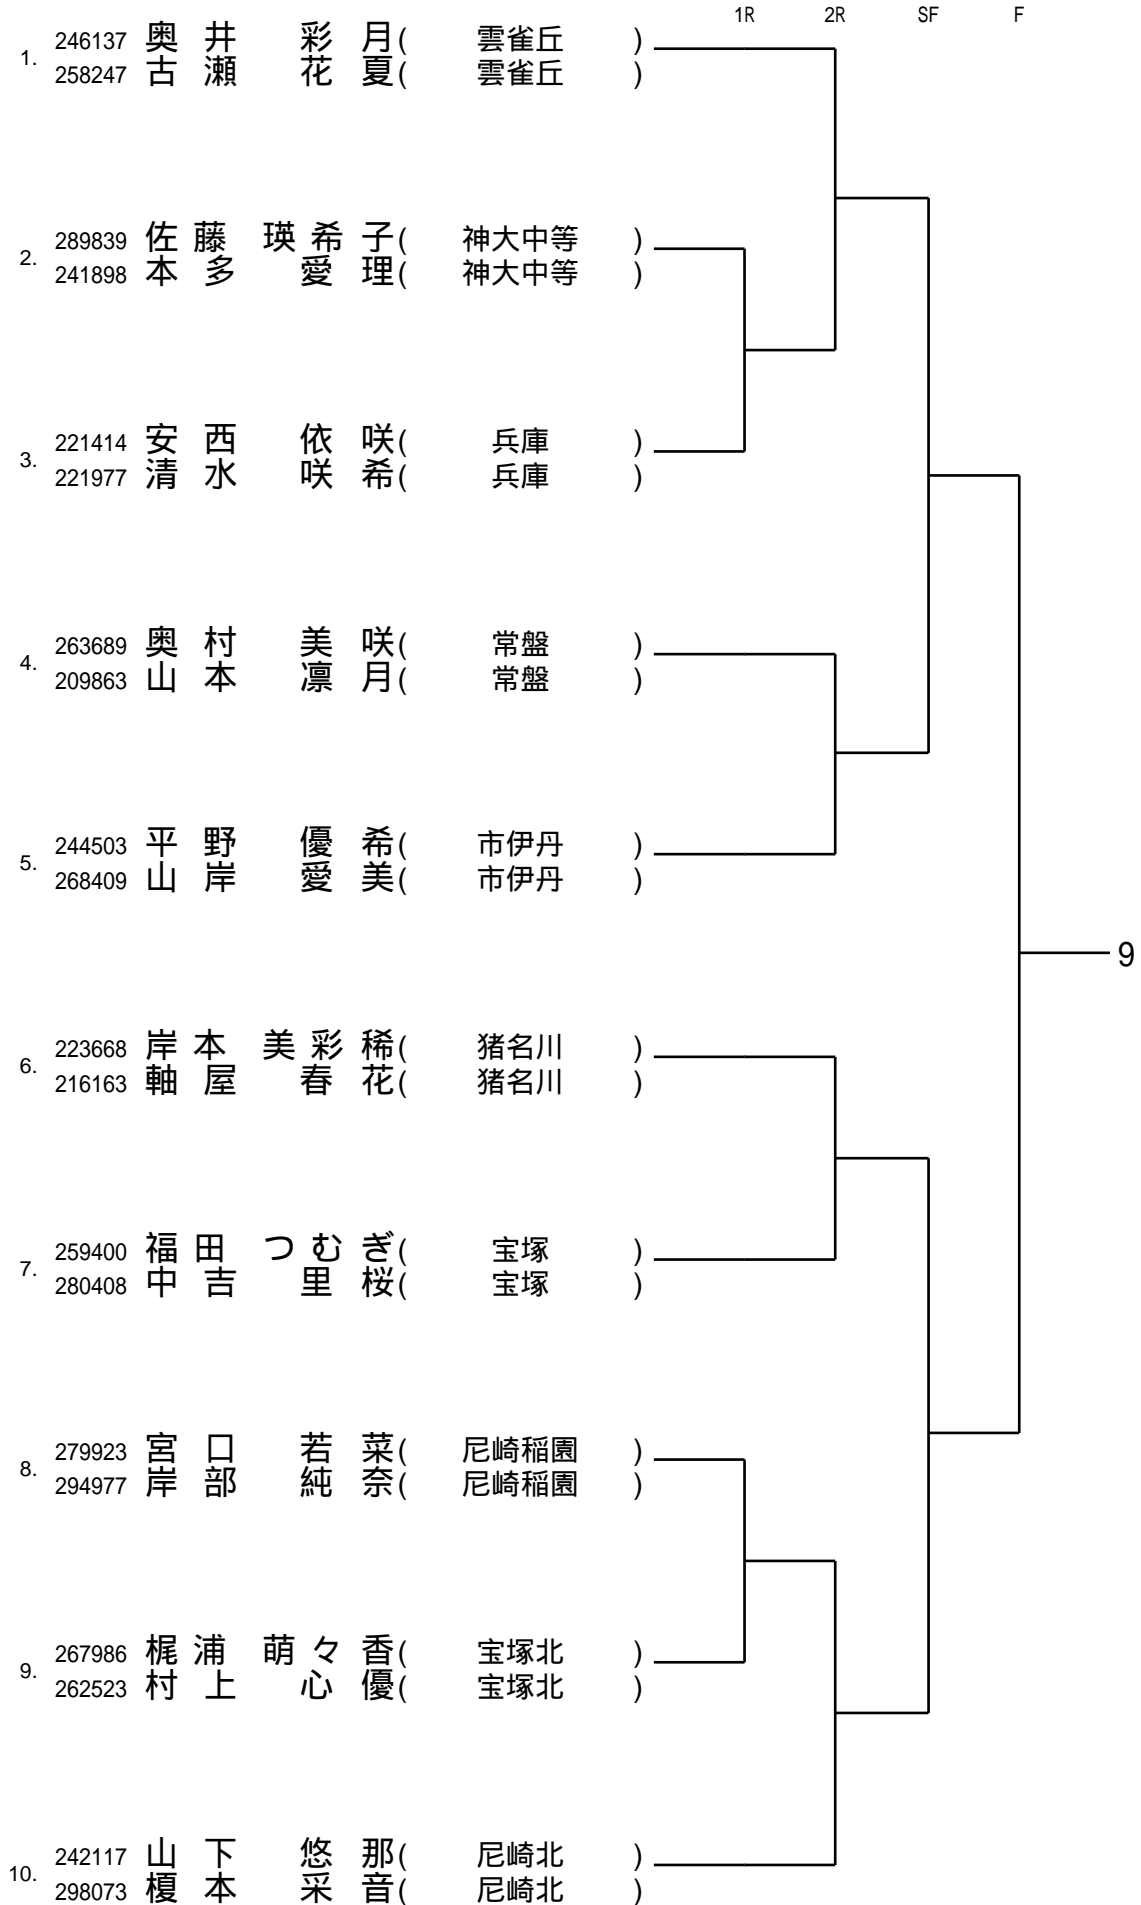 1R 2R SF F
1. 246137 奥井 彩月( 雲雀丘 )
258247 古瀬 花夏( 雲雀丘 )
2. 289839 佐藤 瑛希子( 神大中等 )
241898 本多 愛理( 神大中等 )
3. 221414 安西 依咲( 兵庫 )
221977 清水 咲希( 兵庫 )
4. 263689 奥村 美咲( 常盤 )
209863 山本 凛月( 常盤 )
5. 244503 平野 優希( 市伊丹 )
268409 山岸 愛美( 市伊丹 )
9
6. 223668 岸本 美彩稀( 猪名川 )
216163 軸屋 春花( 猪名川 )
7. 259400 福田 つむぎ( 宝塚 )
280408 中吉 里桜( 宝塚 )
8. 279923 宮口 若菜( 尼崎稲園 )
294977 岸部 純奈( 尼崎稲園 )
9. 267986 梶浦 萌々香( 宝塚北 )
262523 村上 心優( 宝塚北 )
10. 242117 山下 悠那( 尼崎北 )
298073 榎本 采音( 尼崎北 )